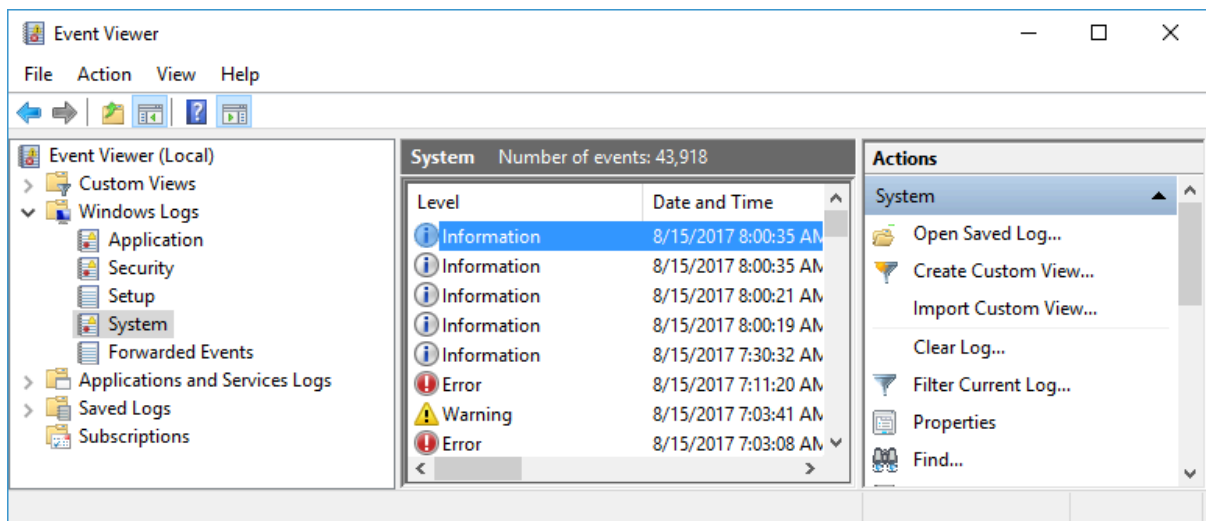 Event Viewer
File Action View Help
Event Viewer (Local)
Custom Views
Windows Logs
Application
Security
Setup
System
Forwarded Events
Applications and Services Logs
Saved Logs
Subscriptions
System Number of events: 43,918
Level Date and Time
Information 8/15/2017 8:00:35 AM
Information 8/15/2017 8:00:35 AM
Information 8/15/2017 8:00:21 AM
Information 8/15/2017 8:00:19 AM
Information 8/15/2017 7:30:32 AM
Error 8/15/2017 7:11:20 AM
Warning 8/15/2017 7:03:41 AM
Error 8/15/2017 7:03:08 AM
Actions
System
Open Saved Log...
Create Custom View...
Import Custom View...
Clear Log...
Filter Current Log...
Properties
Find...